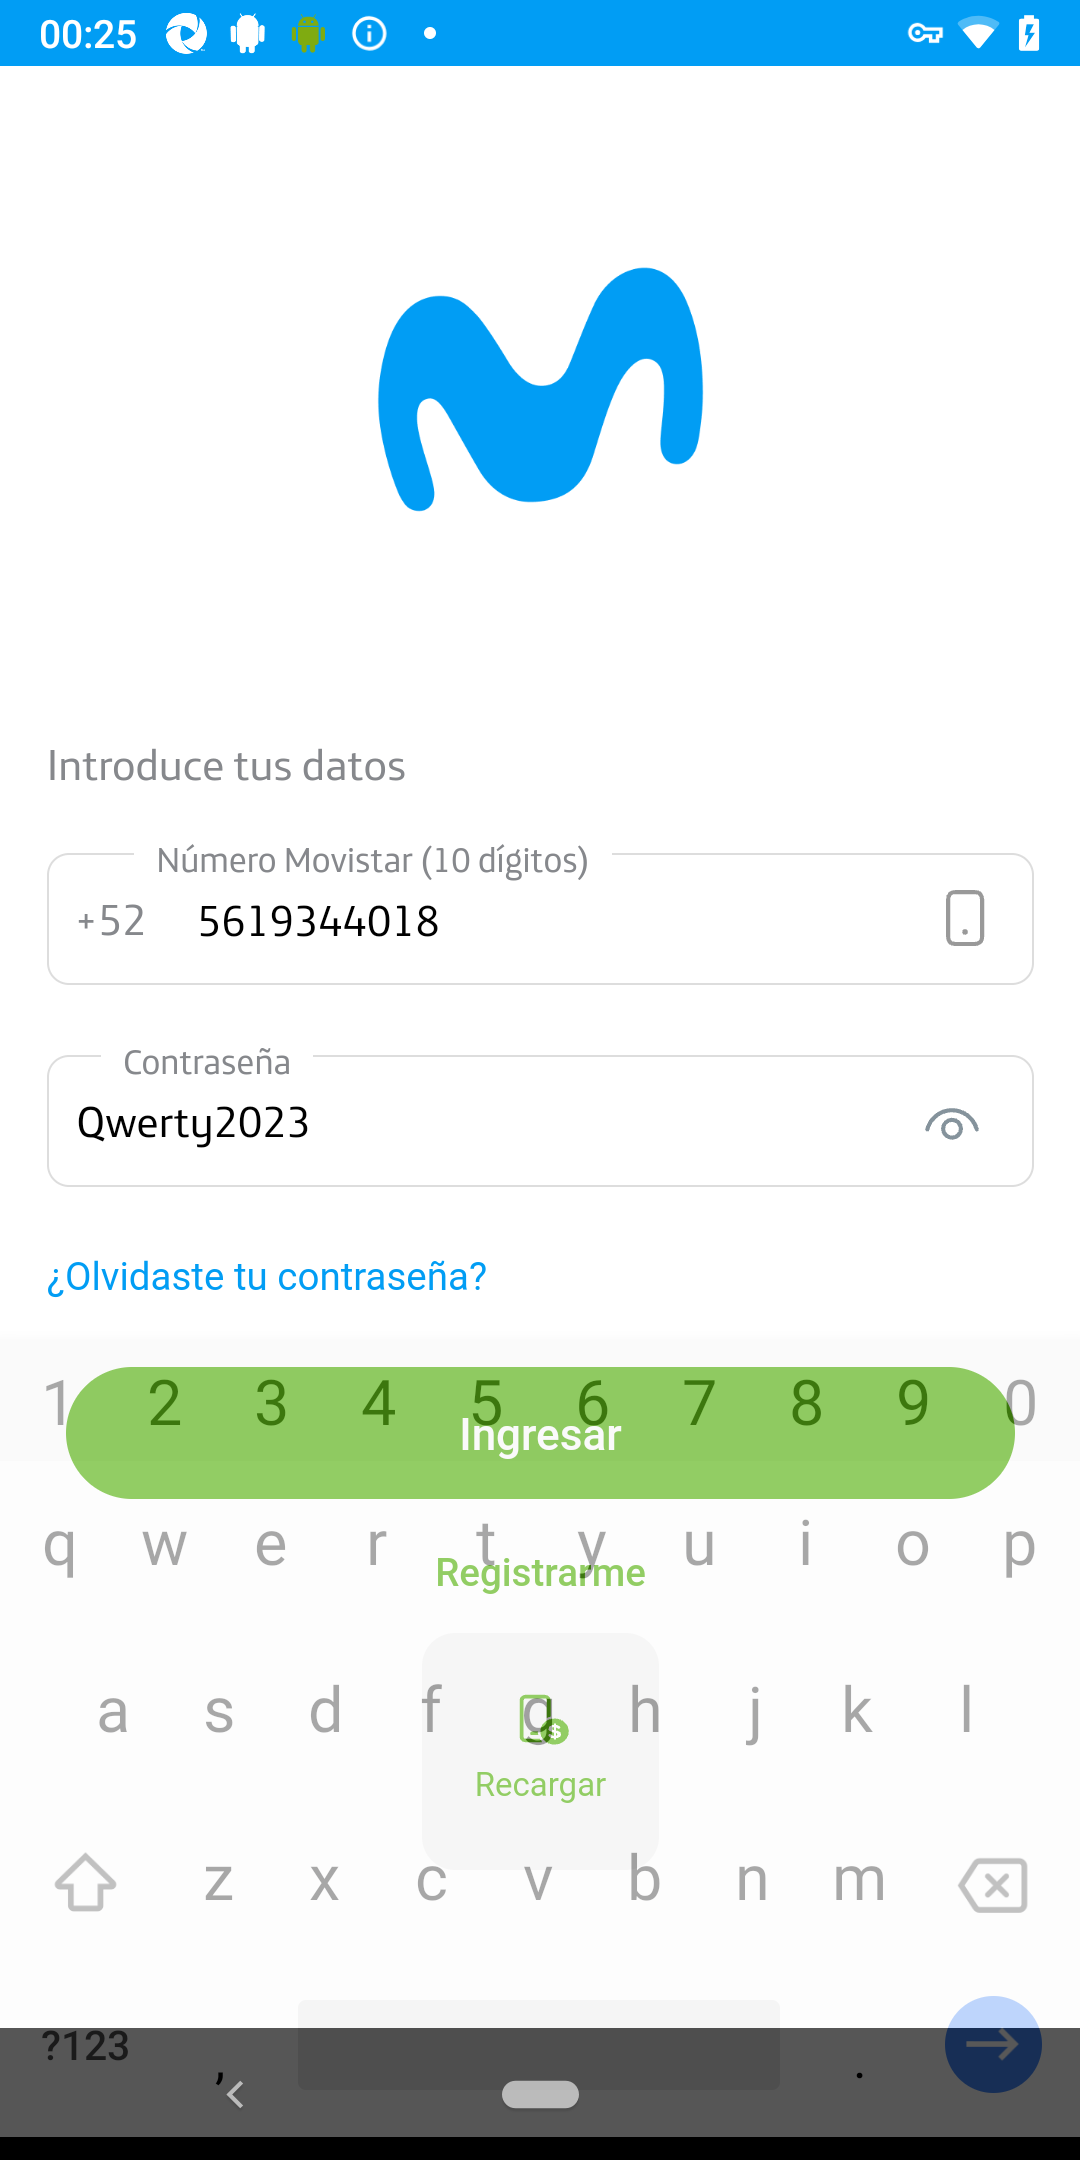 00:25
Introduce tus datos
Número Movistar (10 dígitos)
+52 5619344018
Contraseña
Qwerty2023
¿Olvidaste tu contraseña?
1 2 3 4 5 6 7 8 9 0
Ingresar
q w e r t y u i o p
Registrarme
a s d f g h j k l
Recargar
z x c v b n m
?123 , .